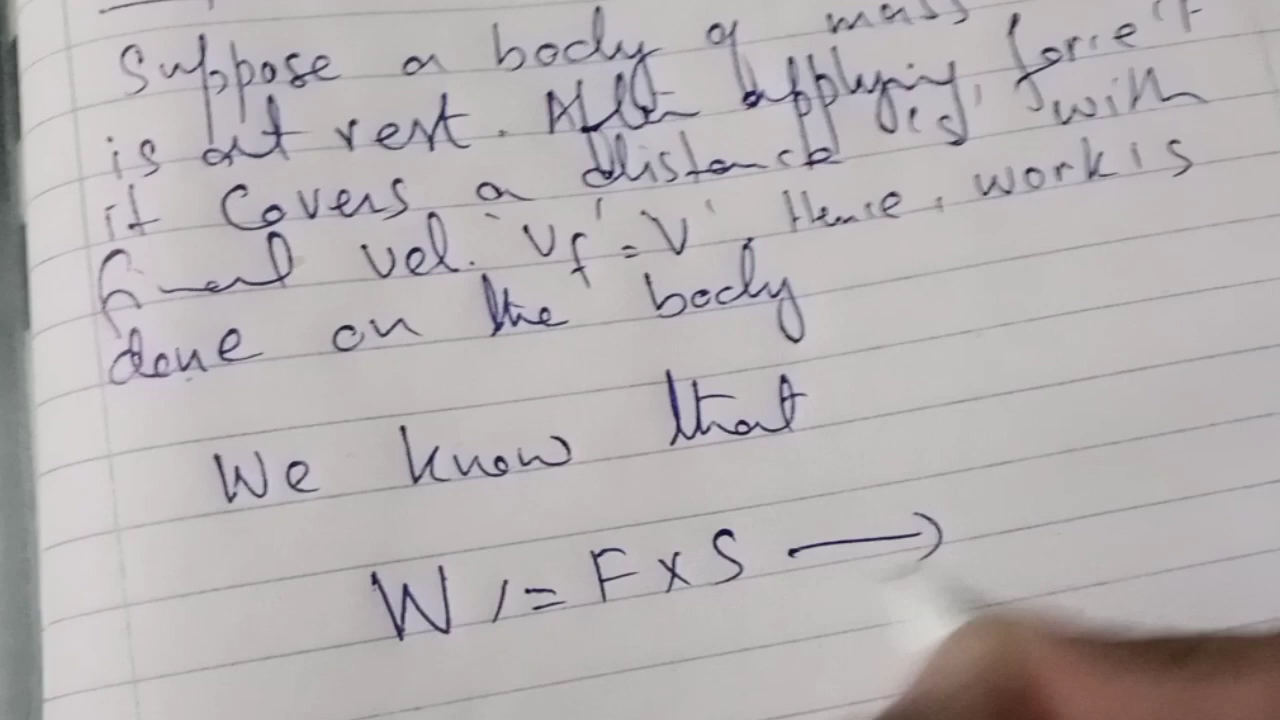 Suppose a body of mass
is at rest. After applying force 'F'
it covers a distance 'S', with
final vel. 'Vf' = V'. Hence, work is
done on the body
We know that
W = F x S →